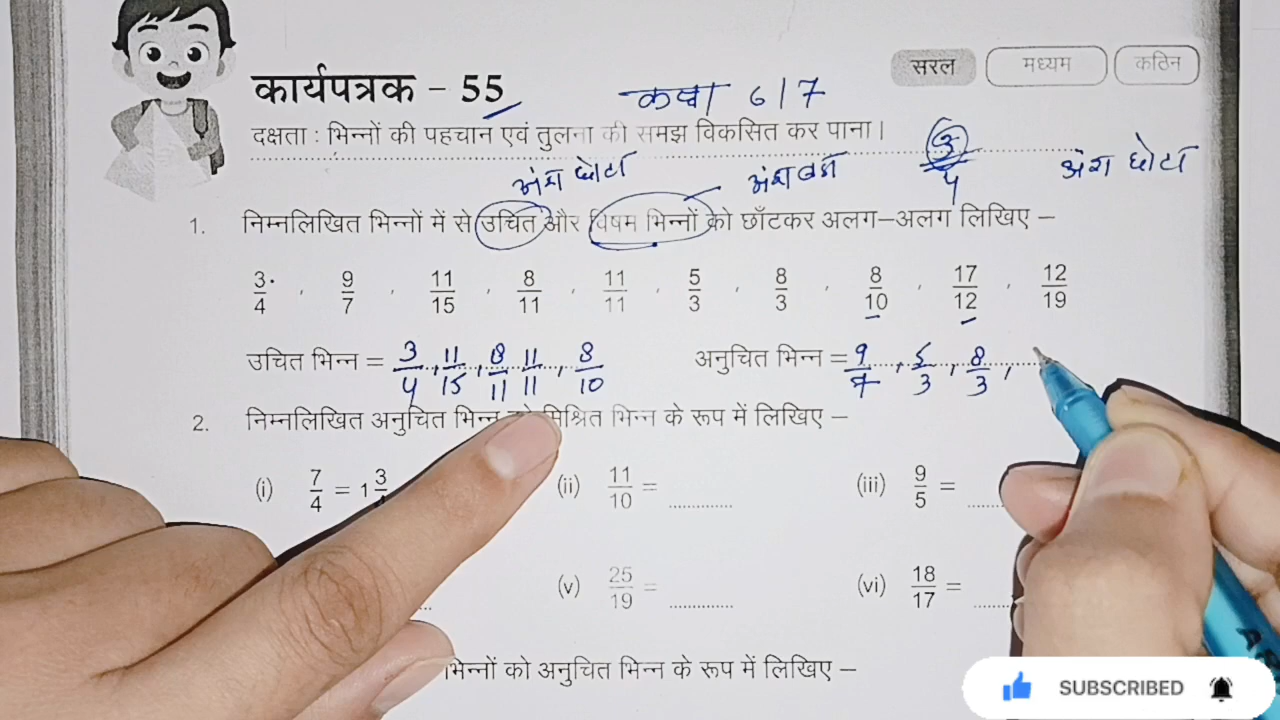 सरल मध्यम कठिन
कार्यपत्रक – 55 कक्षा 6/7
दक्षता : भिन्नों की पहचान एवं तुलना की समझ विकसित कर पाना।
अंश छोटा अंश बड़ा 3/4 अंश छोटा
1. निम्नलिखित भिन्नों में से उचित और विषम भिन्नों को छाँटकर अलग–अलग लिखिए –
3/4 , 9/7 , 11/15 , 8/11 , 11/11 , 5/3 , 8/3 , 8/10 , 17/12 , 12/19
उचित भिन्न = 3/4 , 11/15 , 8/11 11/11 , 8/10 अनुचित भिन्न = 9/7 , 5/3 , 8/3 ,
2. निम्नलिखित अनुचित भिन्न को मिश्रित भिन्न के रूप में लिखिए –
(i) 7/4 = 1 3/ (ii) 11/10 = .............. (iii) 9/5 = ......
(v) 25/19 = .............. (vi) 18/17 = ......
भिन्नों को अनुचित भिन्न के रूप में लिखिए –
SUBSCRIBED